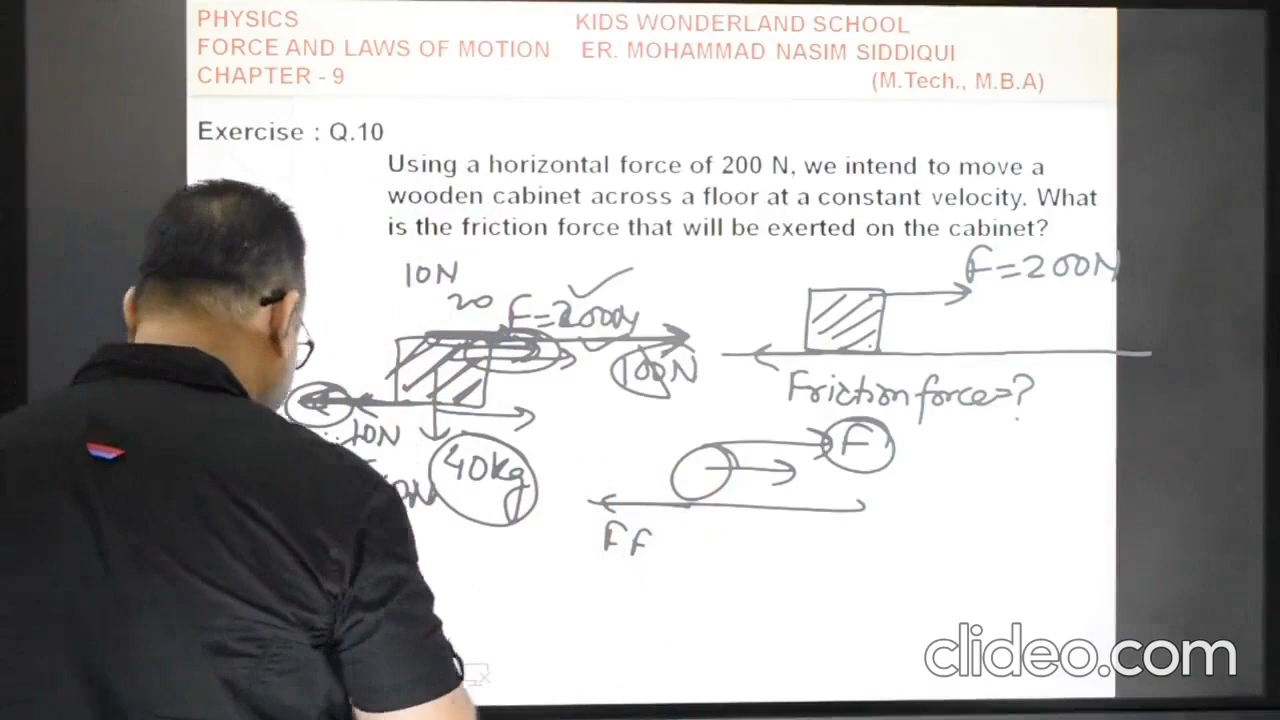 PHYSICS KIDS WONDERLAND SCHOOL
FORCE AND LAWS OF MOTION ER. MOHAMMAD NASIM SIDDIQUI
CHAPTER - 9 (M.Tech., M.B.A)
Exercise : Q.10
Using a horizontal force of 200 N, we intend to move a
wooden cabinet across a floor at a constant velocity. What
is the friction force that will be exerted on the cabinet?
F=200N
10N
20
F=200N
100N
Friction force=?
10N
40kg
F
FF
clideo.com